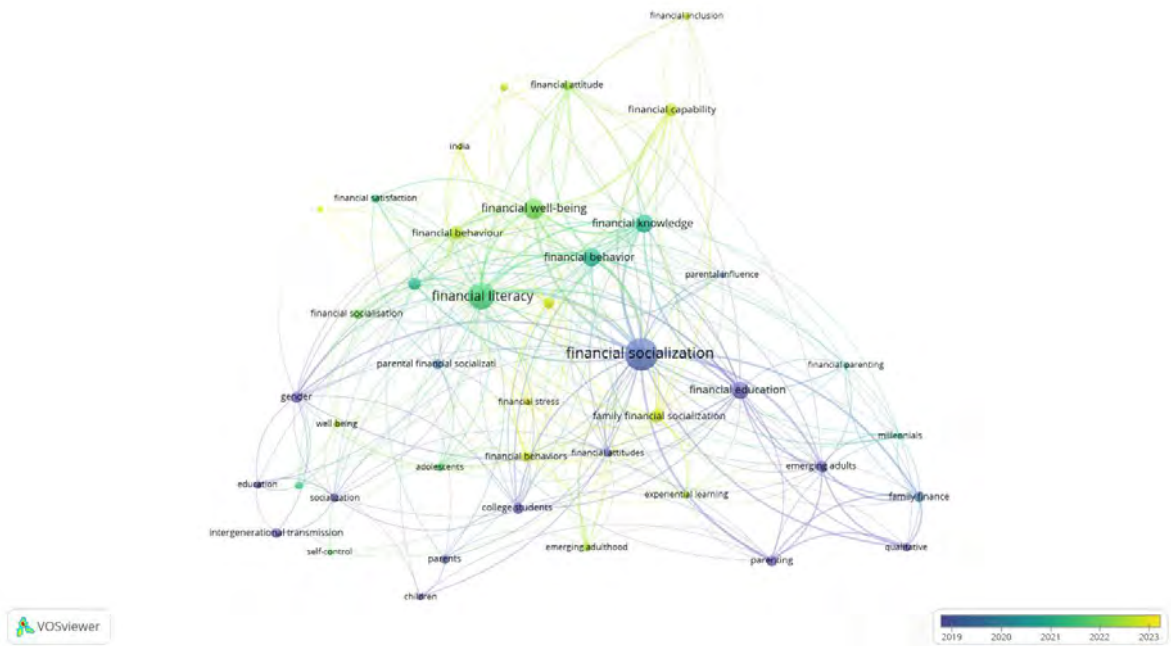 financial inclusion
financial attitude
financial capability
india
financial satisfaction
financial well-being
financial knowledge
financial behaviour
financial behavior
parental influence
financial literacy
financial socialisation
financial socialization
parental financial socializati
financial parenting
financial education
gender
financial stress
family financial socialization
well being
millennials
financial behaviors
financial attitudes
adolescents
emerging adults
education
socialization
experiential learning
family finance
college students
intergenerational transmission
self-control
emerging adulthood
qualitative
parents
parenting
children
VOSviewer
2019 2020 2021 2022 2023